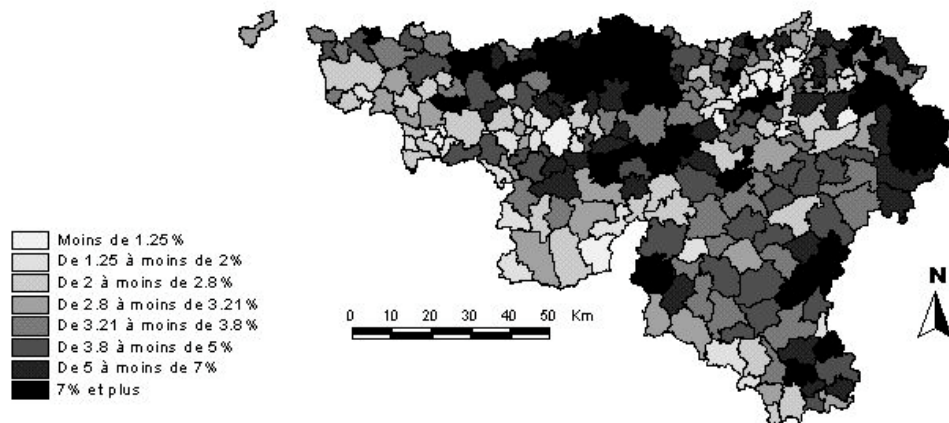 Moins de 1.25%
De 1.25 à moins de 2%
De 2 à moins de 2.8%
De 2.8 à moins de 3.21%
De 3.21 à moins de 3.8%
De 3.8 à moins de 5%
De 5 à moins de 7%
7% et plus
0 10 20 30 40 50 Km
N